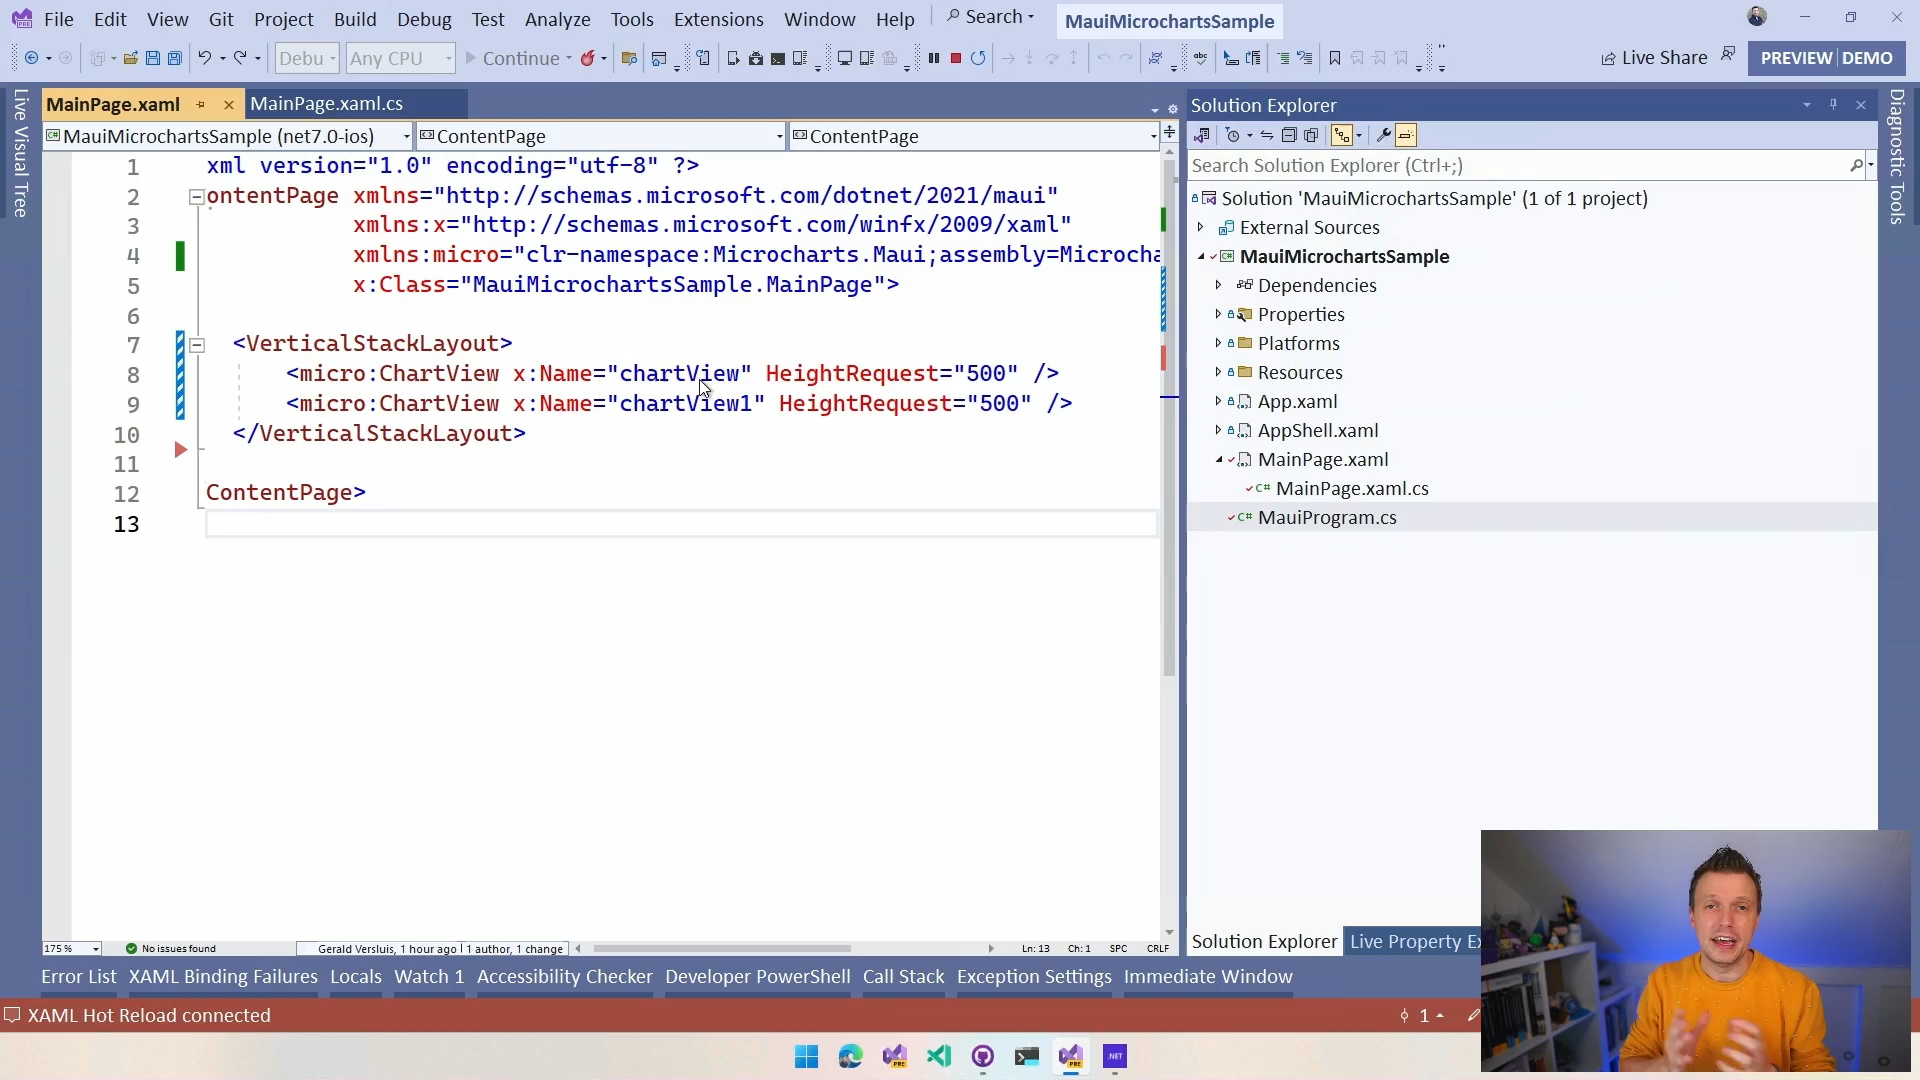 File Edit View Git Project Build Debug Test Analyze Tools Extensions Window Help Search MauiMicrochartsSample
Debu Any CPU Continue Live Share PREVIEW DEMO
Live Visual Tree
MainPage.xaml MainPage.xaml.cs
MauiMicrochartsSample (net7.0-ios) ContentPage ContentPage
1 xml version="1.0" encoding="utf-8" ?>
2 ontentPage xmlns="http://schemas.microsoft.com/dotnet/2021/maui"
3 xmlns:x="http://schemas.microsoft.com/winfx/2009/xaml"
4 xmlns:micro="clr-namespace:Microcharts.Maui;assembly=Microcha
5 x:Class="MauiMicrochartsSample.MainPage">
6
7 <VerticalStackLayout>
8 <micro:ChartView x:Name="chartView" HeightRequest="500" />
9 <micro:ChartView x:Name="chartView1" HeightRequest="500" />
10 </VerticalStackLayout>
11
12 ContentPage>
13
175 % No issues found Gerald Versluis, 1 hour ago | 1 author, 1 change Ln: 13 Ch: 1 SPC CRLF
Solution Explorer
Search Solution Explorer (Ctrl+;)
Solution 'MauiMicrochartsSample' (1 of 1 project)
External Sources
MauiMicrochartsSample
Dependencies
Properties
Platforms
Resources
App.xaml
AppShell.xaml
MainPage.xaml
C# MainPage.xaml.cs
C# MauiProgram.cs
Solution Explorer Live Property Ex
Diagnostic Tools
Error List XAML Binding Failures Locals Watch 1 Accessibility Checker Developer PowerShell Call Stack Exception Settings Immediate Window
XAML Hot Reload connected 1
PRE PRE .NET